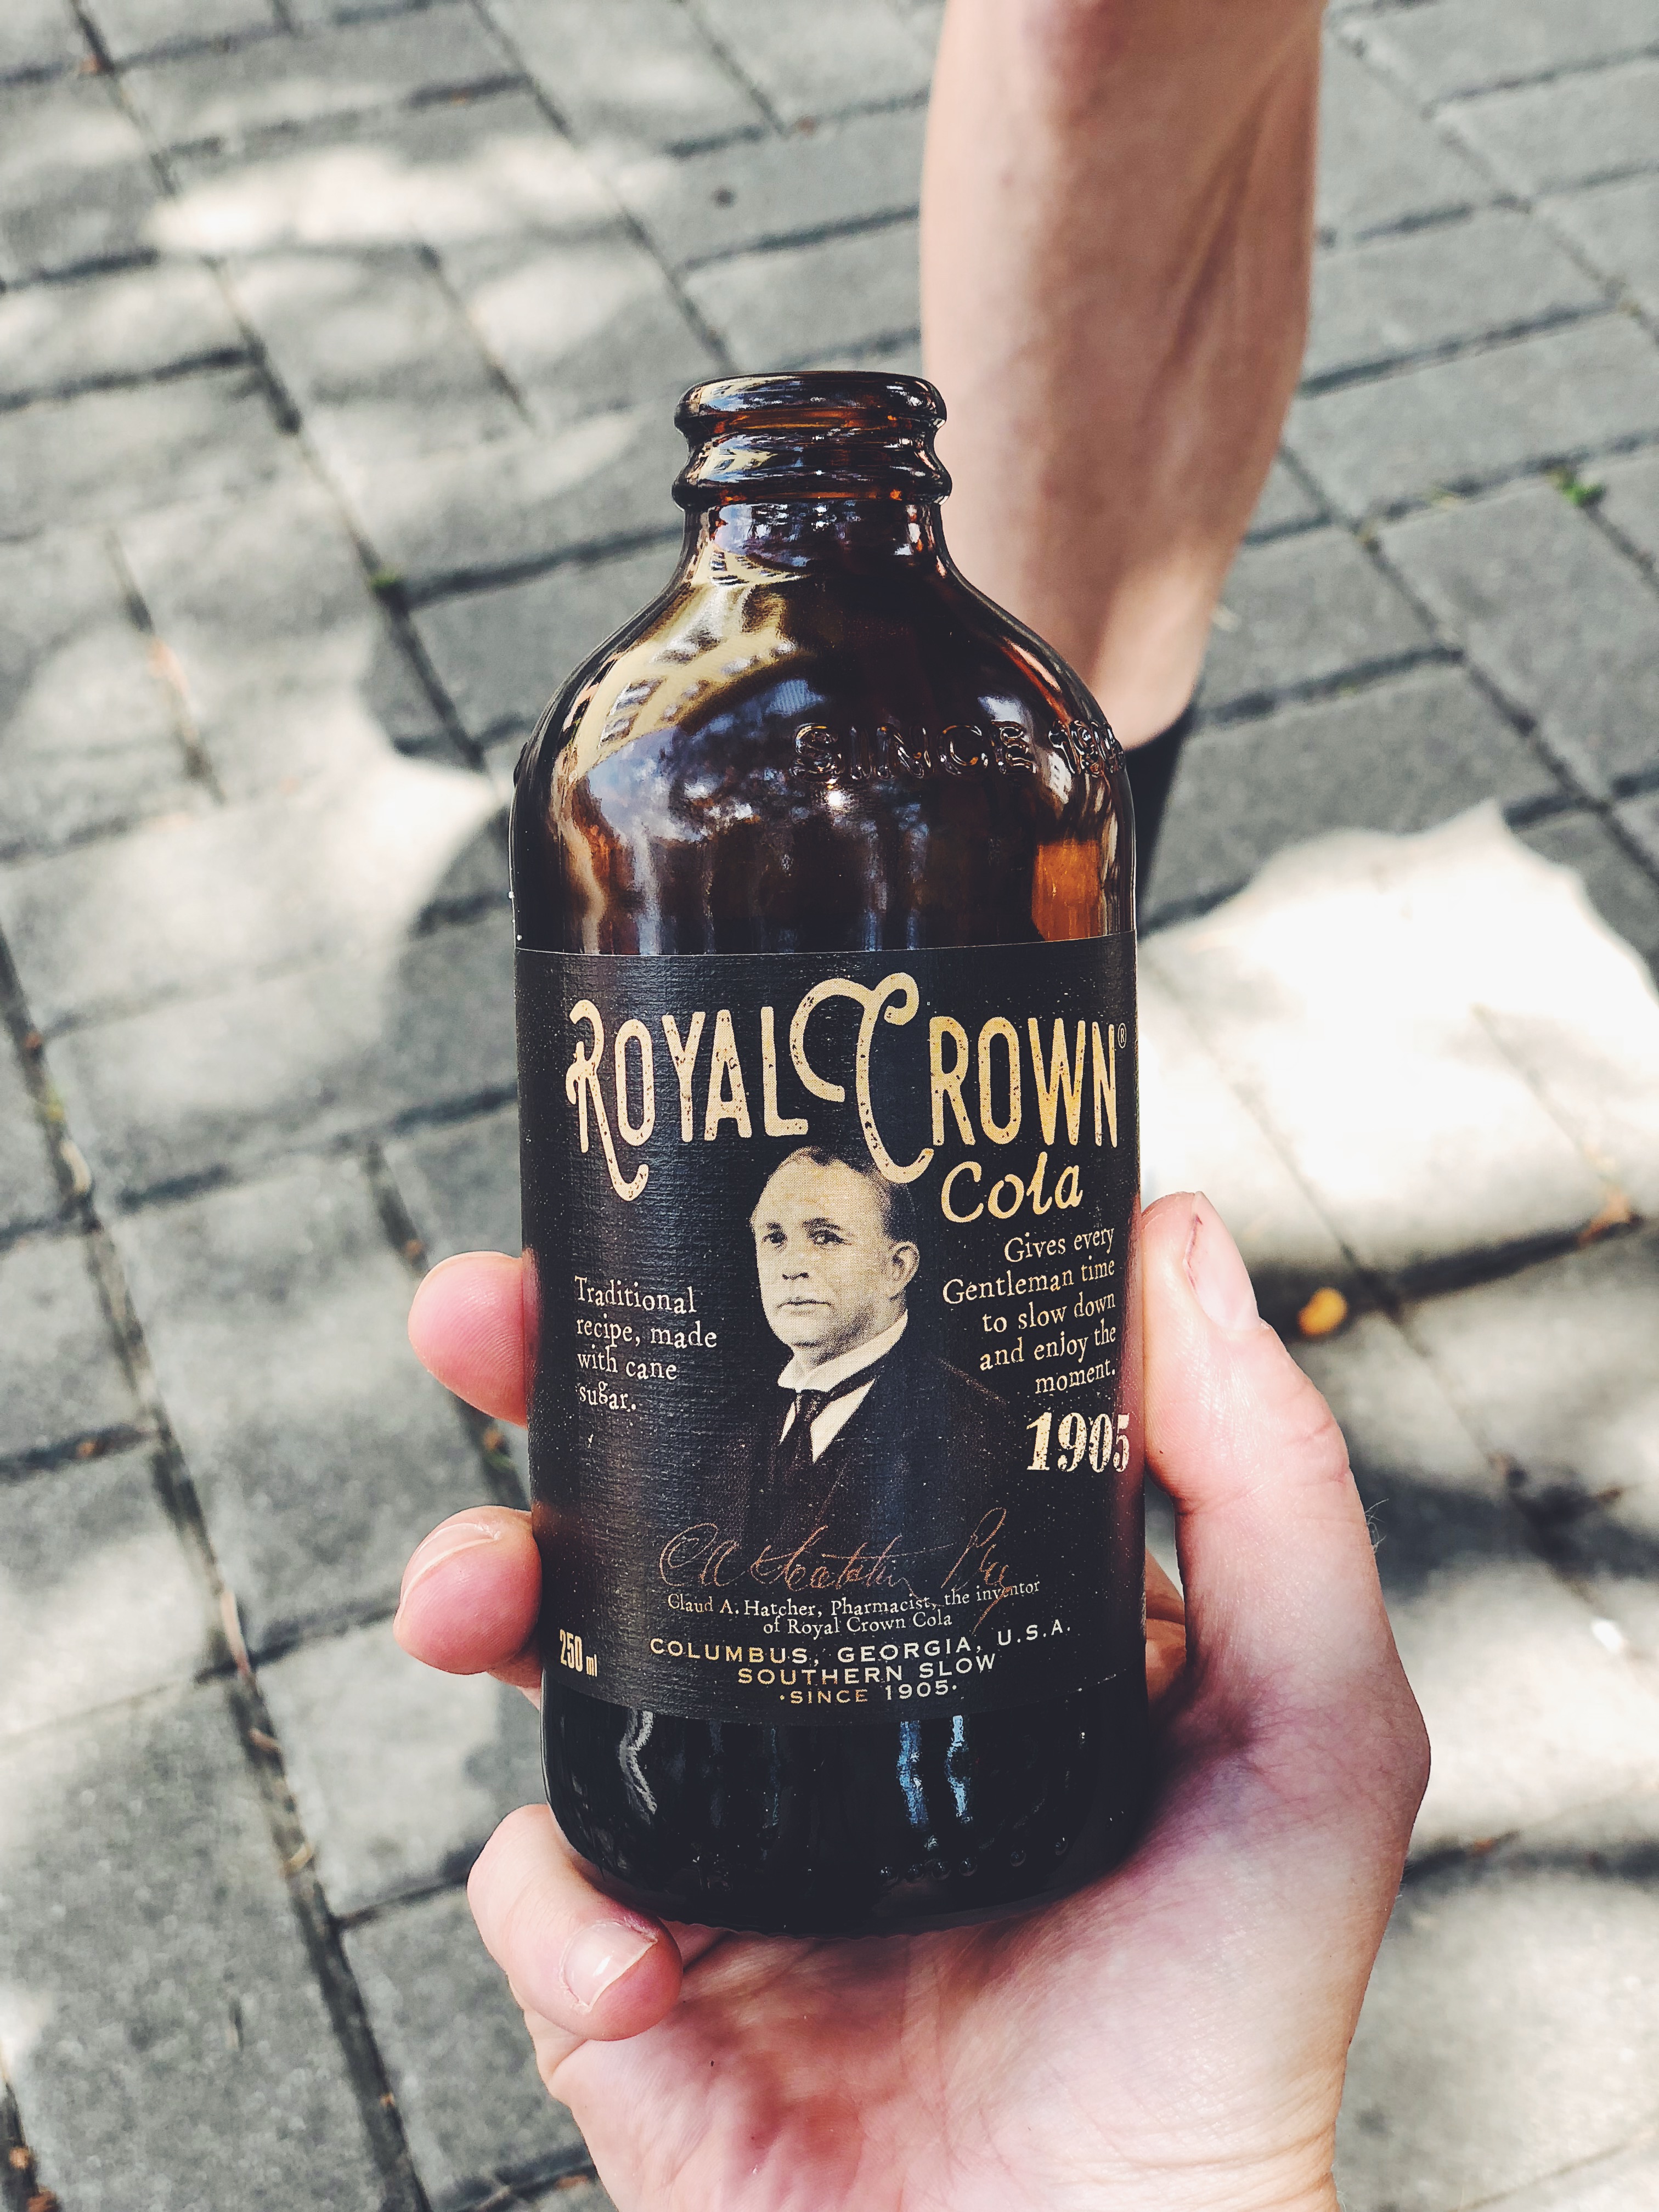 SINCE
ROYAL CROWN®
Cola
Gives every
Gentleman time
to slow down
and enjoy the
moment.
1905
Traditional
recipe, made
with cane
sugar.
Claud A. Hatcher, Pharmacist, the inventor
of Royal Crown Cola
250 ml
COLUMBUS, GEORGIA, U.S.A.
SOUTHERN SLOW
·SINCE 1905·